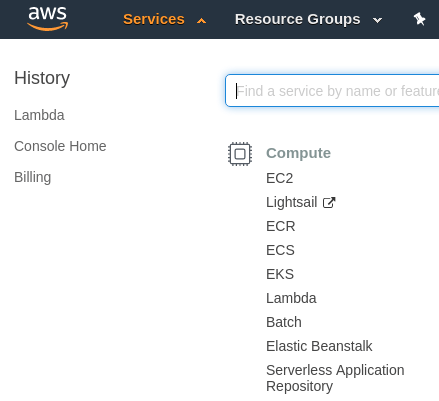 aws Services Resource Groups
History
Find a service by name or feature
Lambda
Console Home
Billing
Compute
EC2
Lightsail
ECR
ECS
EKS
Lambda
Batch
Elastic Beanstalk
Serverless Application
Repository